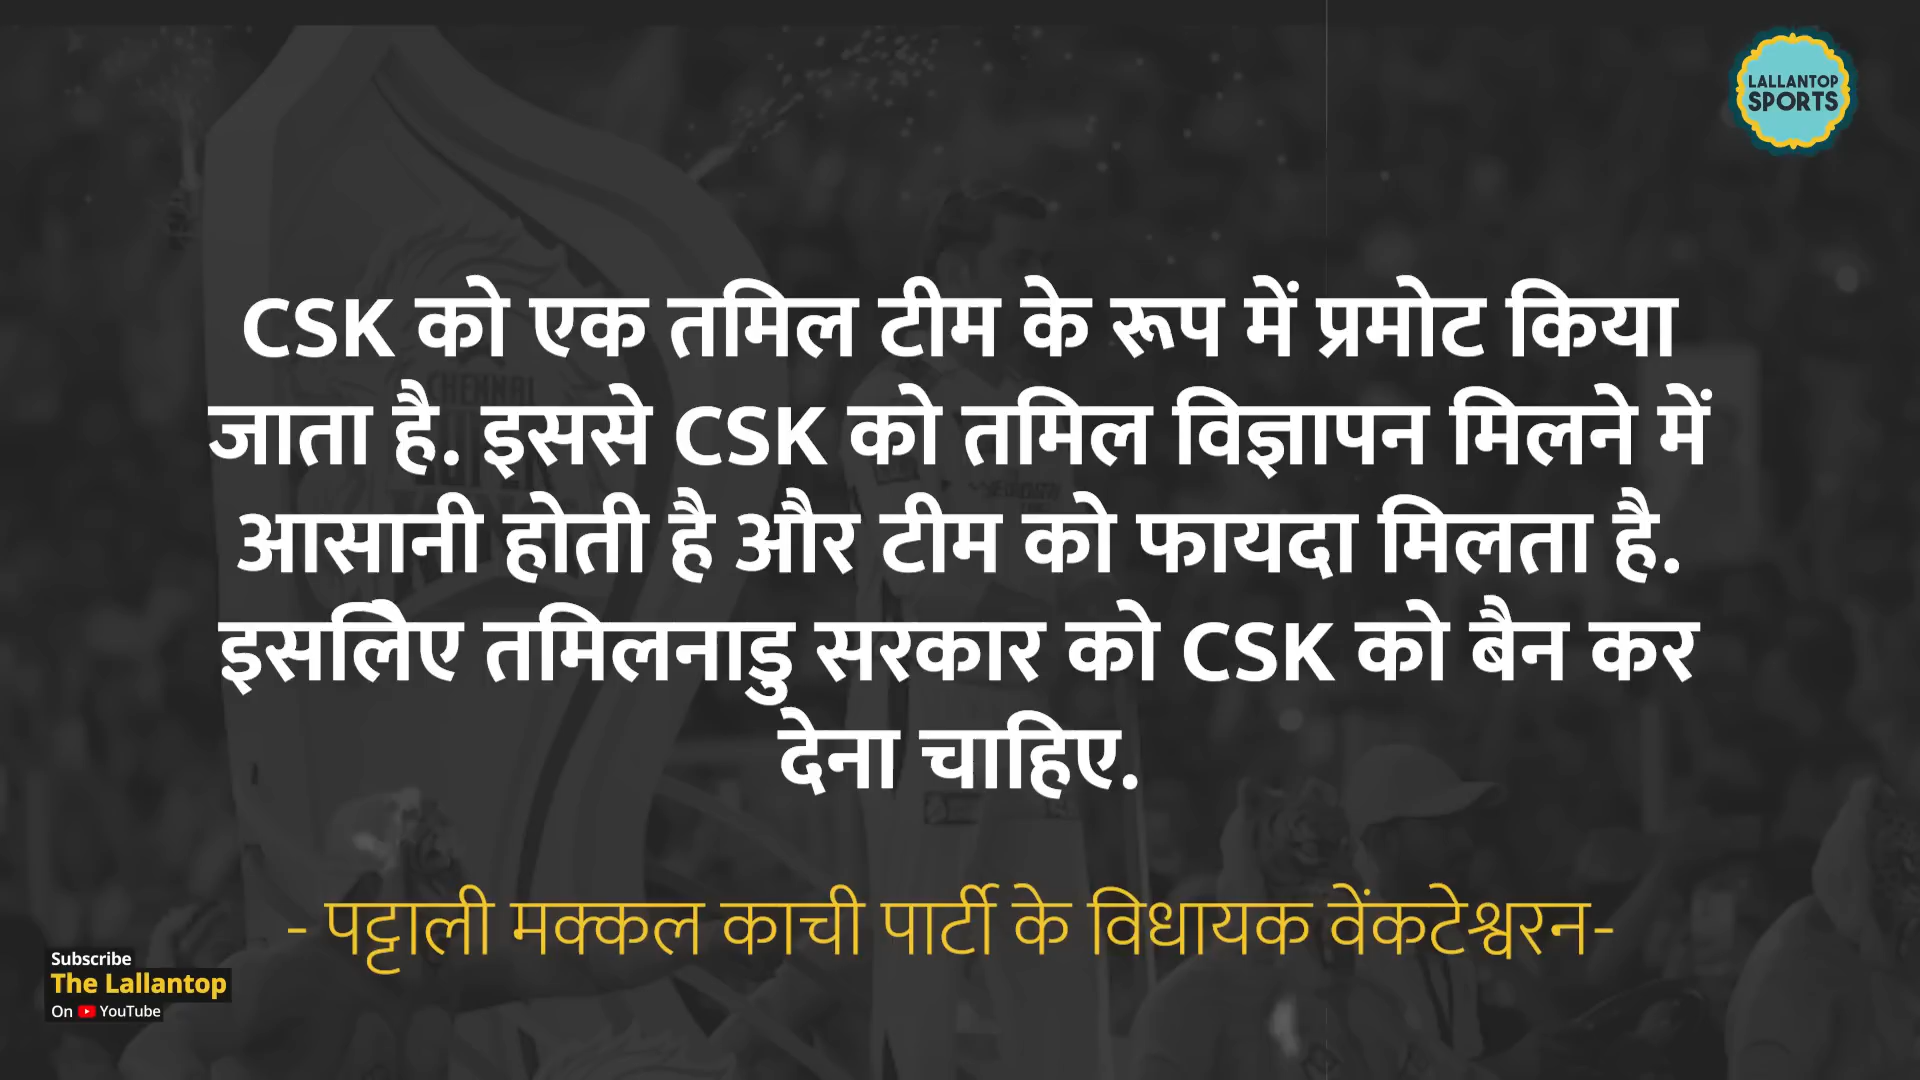 LALLANTOP
SPORTS
CSK को एक तमिल टीम के रूप में प्रमोट किया
जाता है. इससे CSK को तमिल विज्ञापन मिलने में
आसानी होती है और टीम को फायदा मिलता है.
इसलिए तमिलनाडु सरकार को CSK को बैन कर
देना चाहिए.
- पट्टाली मक्कल काची पार्टी के विधायक वेंकटेश्वरन-
Subscribe
The Lallantop
On YouTube